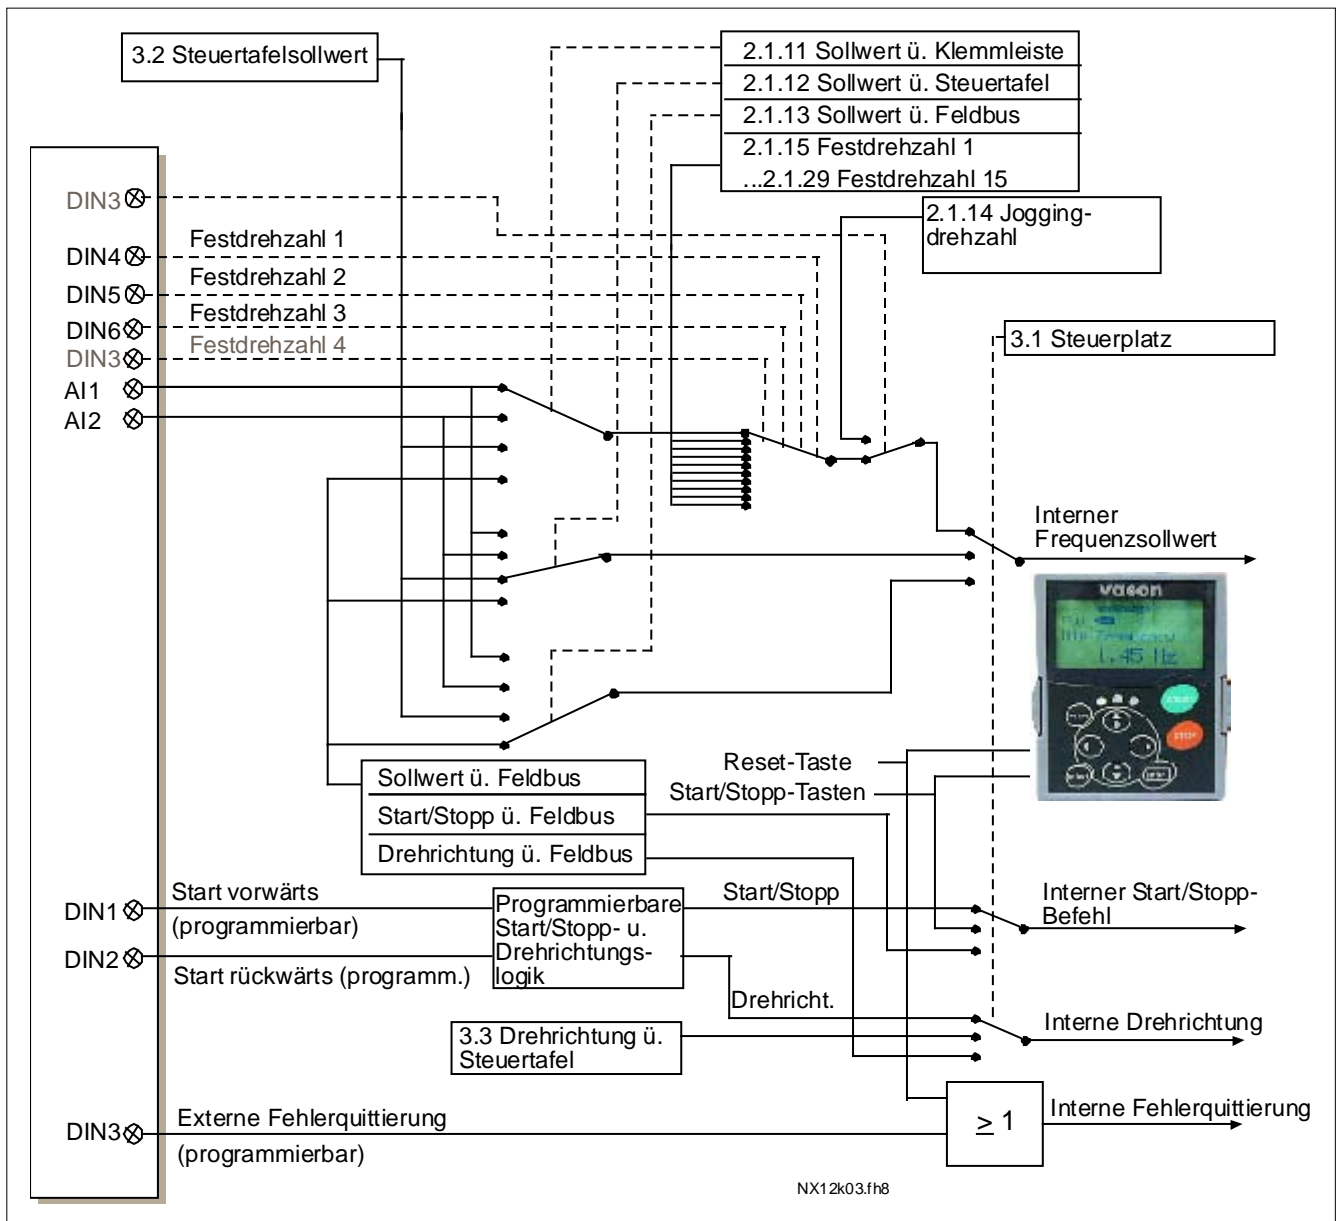 3.2 Steuertafelsollwert
2.1.11 Sollwert ü. Klemmleiste
2.1.12 Sollwert ü. Steuertafel
2.1.13 Sollwert ü. Feldbus
2.1.15 Festdrehzahl 1
...2.1.29 Festdrehzahl 15
2.1.14 Jogging-
drehzahl
DIN3
DIN4
Festdrehzahl 1
DIN5
Festdrehzahl 2
DIN6
Festdrehzahl 3
DIN3
Festdrehzahl 4
3.1 Steuerplatz
AI1
AI2
Interner
Frequenzsollwert
vacon
1.45 Hz
STOP
Reset-Taste
Start/Stopp-Tasten
Sollwert ü. Feldbus
Start/Stopp ü. Feldbus
Drehrichtung ü. Feldbus
DIN1
Start vorwärts
(programmierbar)
DIN2
Start rückwärts (programm.)
Programmierbare
Start/Stopp- u.
Drehrichtungs-
logik
Start/Stopp
Interner Start/Stopp-
Befehl
Drehricht.
3.3 Drehrichtung ü.
Steuertafel
Interne Drehrichtung
DIN3
Externe Fehlerquittierung
(programmierbar)
≥ 1
Interne Fehlerquittierung
NX12k03.fh8